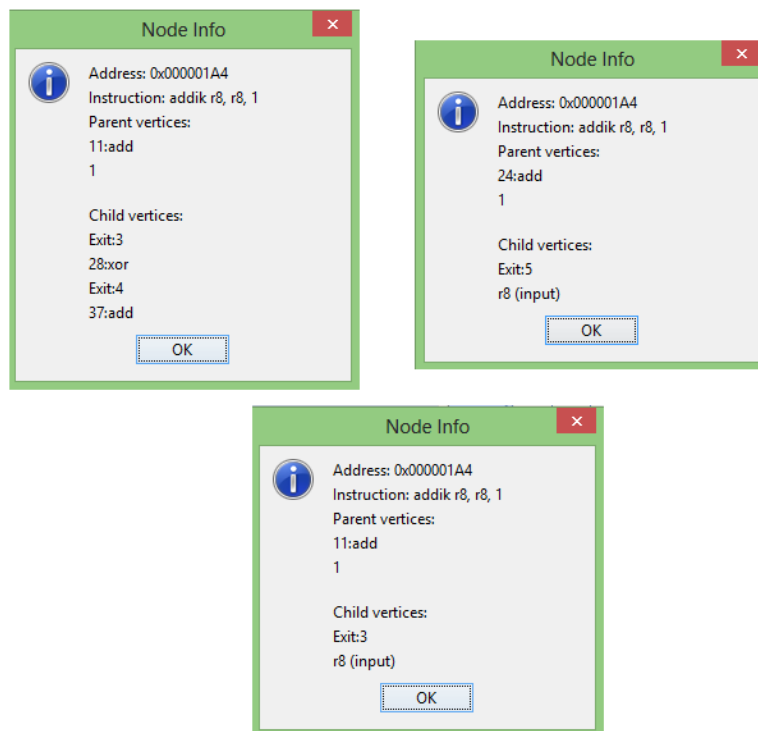 Node Info
Address: 0x000001A4
Instruction: addik r8, r8, 1
Parent vertices:
11:add
1
Child vertices:
Exit:3
28:xor
Exit:4
37:add
OK
Node Info
Address: 0x000001A4
Instruction: addik r8, r8, 1
Parent vertices:
24:add
1
Child vertices:
Exit:5
r8 (input)
OK
Node Info
Address: 0x000001A4
Instruction: addik r8, r8, 1
Parent vertices:
11:add
1
Child vertices:
Exit:3
r8 (input)
OK